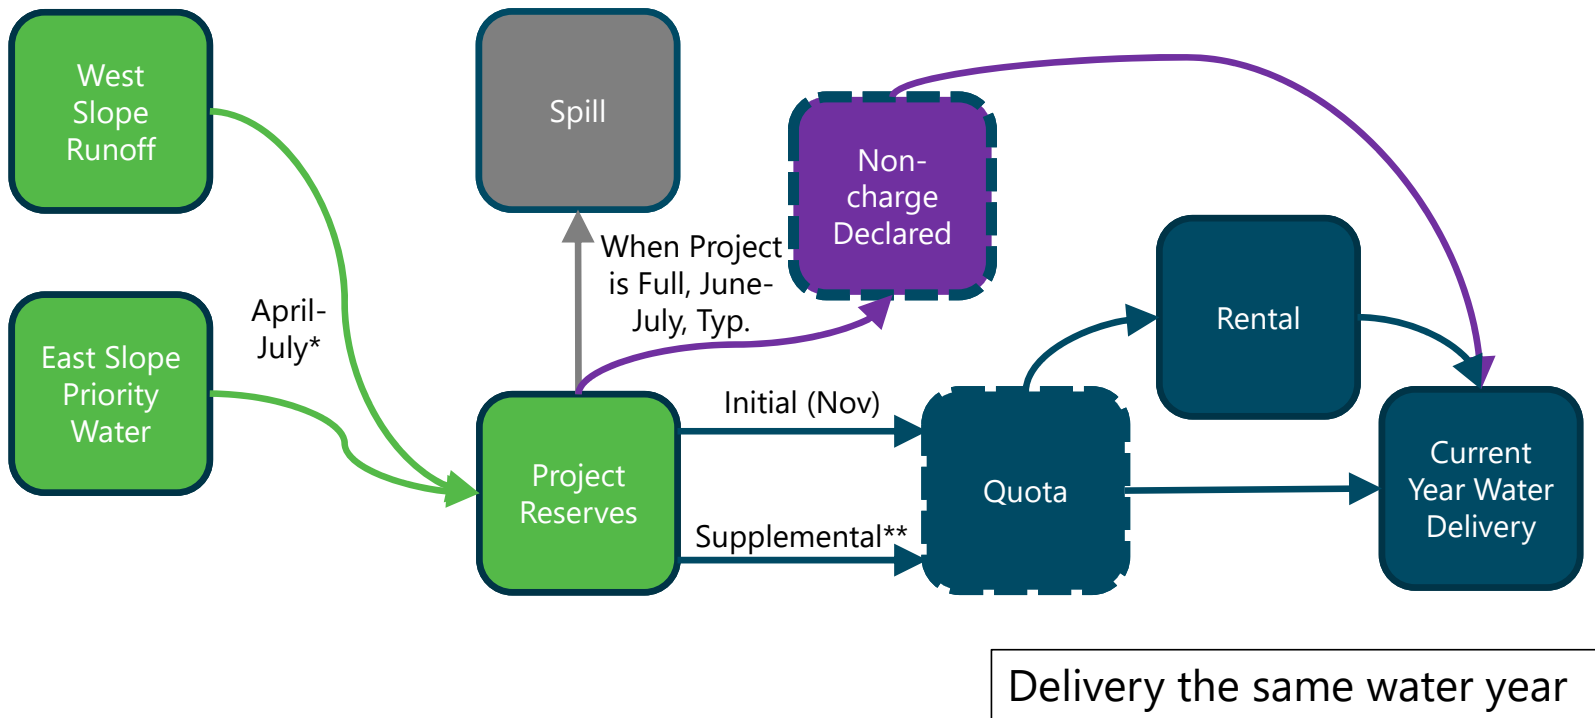 West
Slope
Runoff
Spill
Non-
charge
Declared
When Project
is Full, June-
July, Typ.
Rental
April-
July*
East Slope
Priority
Water
Initial (Nov)
Project
Reserves
Quota
Current
Year Water
Delivery
Supplemental**
Delivery the same water year